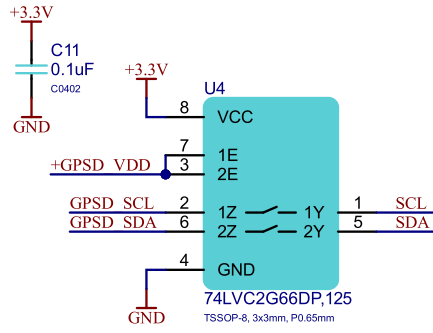 +3.3V
C11
0.1uF
C0402
GND
+3.3V
U4
8 VCC
+GPSD_VDD
7 1E
3 2E
GPSD_SCL 2 1Z 1Y 1 SCL
GPSD_SDA 6 2Z 2Y 5 SDA
4 GND
GND
74LVC2G66DP,125
TSSOP-8, 3x3mm, P0.65mm